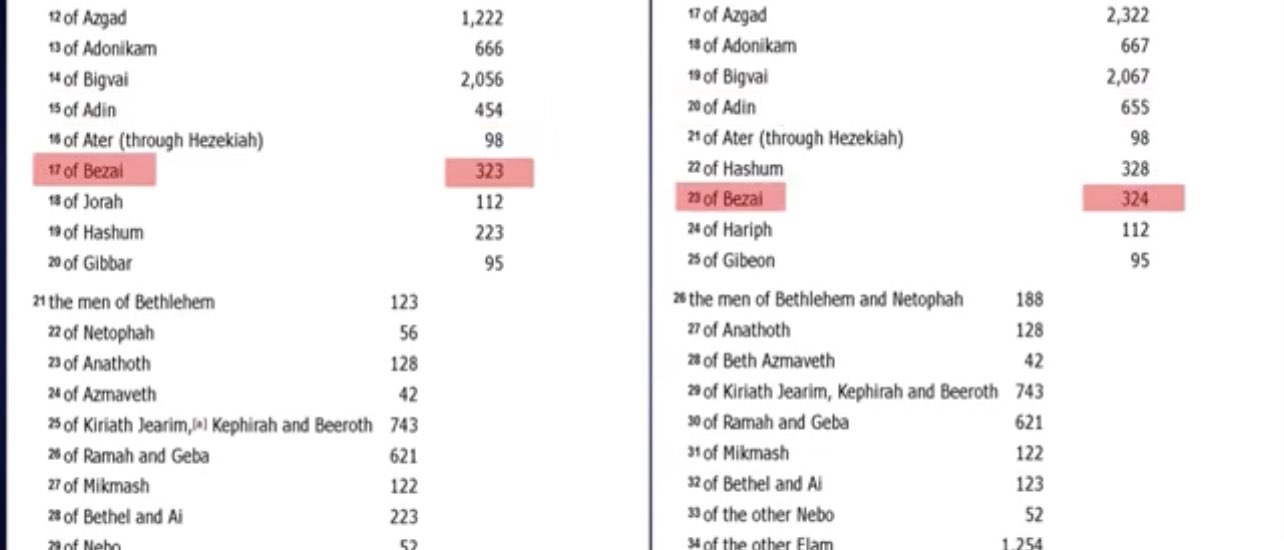 12 of Azgad 1,222
13 of Adonikam 666
14 of Bigvai 2,056
15 of Adin 454
16 of Ater (through Hezekiah) 98
17 of Bezai 323
18 of Jorah 112
19 of Hashum 223
20 of Gibbar 95
21 the men of Bethlehem 123
22 of Netophah 56
23 of Anathoth 128
24 of Azmaveth 42
25 of Kiriath Jearim,[a] Kephirah and Beeroth 743
26 of Ramah and Geba 621
27 of Mikmash 122
28 of Bethel and Ai 223
29 of Nebo 52
17 of Azgad 2,322
18 of Adonikam 667
19 of Bigvai 2,067
20 of Adin 655
21 of Ater (through Hezekiah) 98
22 of Hashum 328
23 of Bezai 324
24 of Hariph 112
25 of Gibeon 95
26 the men of Bethlehem and Netophah 188
27 of Anathoth 128
28 of Beth Azmaveth 42
29 of Kiriath Jearim, Kephirah and Beeroth 743
30 of Ramah and Geba 621
31 of Mikmash 122
32 of Bethel and Ai 123
33 of the other Nebo 52
34 of the other Elam 1,254